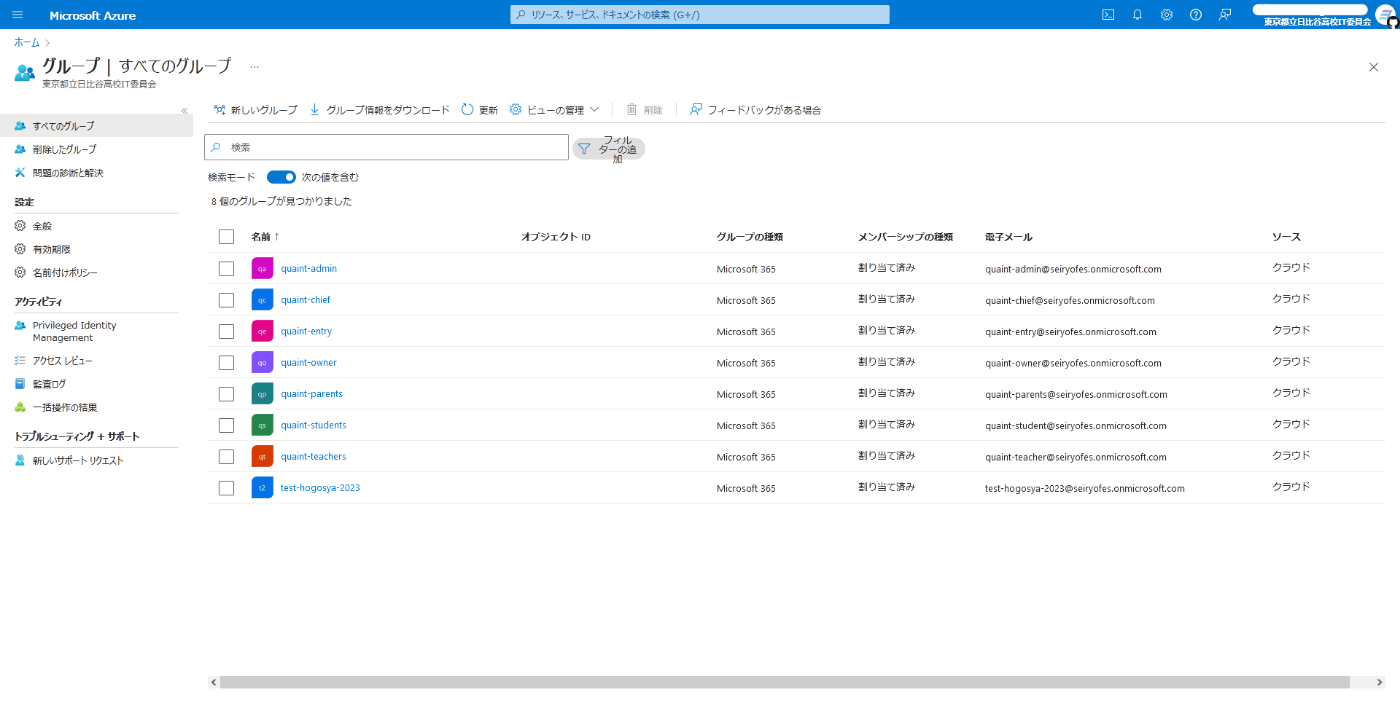 Microsoft Azure
リソース、サービス、ドキュメントの検索 (G+/)
東京都立日比谷高校IT委員会
ホーム
グループ | すべてのグループ ...
東京都立日比谷高校IT委員会
すべてのグループ
削除したグループ
問題の診断と解決
設定
全般
有効期限
名前付けポリシー
アクティビティ
Privileged Identity
Management
アクセス レビュー
監査ログ
一括操作の結果
トラブルシューティング + サポート
新しいサポート リクエスト
新しいグループ グループ情報をダウンロード 更新 ビューの管理 削除 フィードバックがある場合
検索
フィル
ターの追
加
検索モード 次の値を含む
8 個のグループが見つかりました
名前 ↑ オブジェクト ID グループの種類 メンバーシップの種類 電子メール ソース
qa quaint-admin Microsoft 365 割り当て済み quaint-admin@seiryofes.onmicrosoft.com クラウド
qc quaint-chief Microsoft 365 割り当て済み quaint-chief@seiryofes.onmicrosoft.com クラウド
qe quaint-entry Microsoft 365 割り当て済み quaint-entry@seiryofes.onmicrosoft.com クラウド
qo quaint-owner Microsoft 365 割り当て済み quaint-owner@seiryofes.onmicrosoft.com クラウド
qp quaint-parents Microsoft 365 割り当て済み quaint-parents@seiryofes.onmicrosoft.com クラウド
qs quaint-students Microsoft 365 割り当て済み quaint-student@seiryofes.onmicrosoft.com クラウド
qt quaint-teachers Microsoft 365 割り当て済み quaint-teacher@seiryofes.onmicrosoft.com クラウド
t2 test-hogosya-2023 Microsoft 365 割り当て済み test-hogosya-2023@seiryofes.onmicrosoft.com クラウド